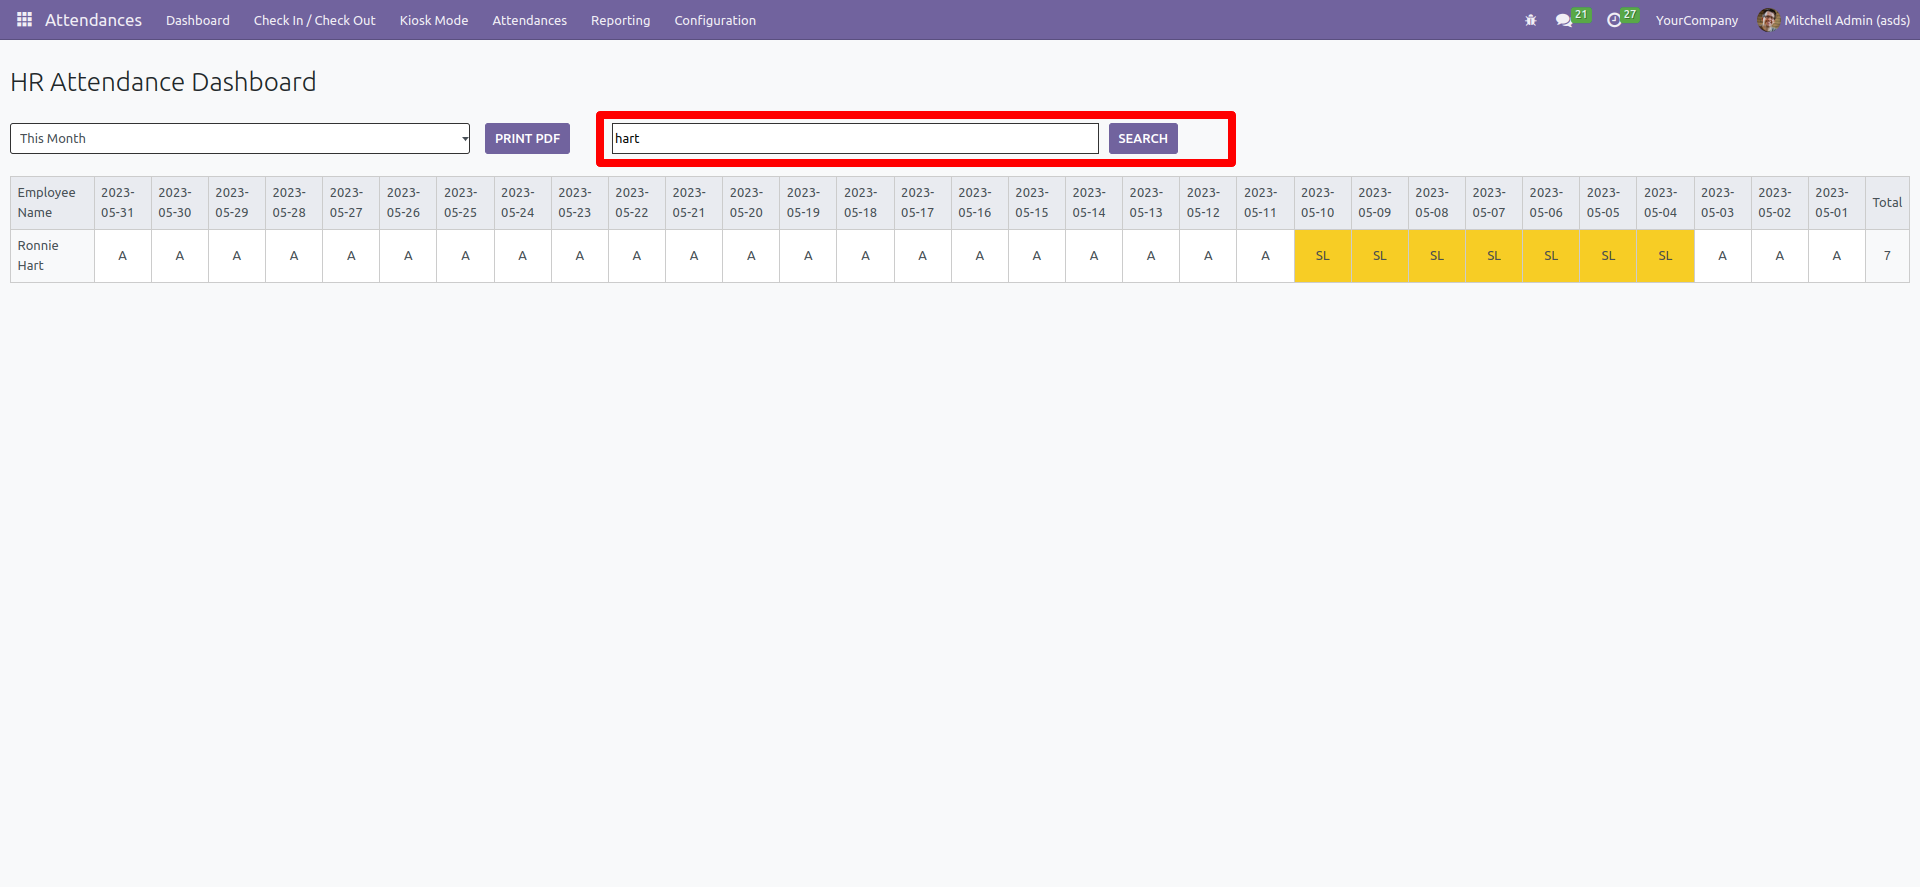 Attendances Dashboard Check In / Check Out Kiosk Mode Attendances Reporting Configuration 21 27 YourCompany Mitchell Admin (asds)
HR Attendance Dashboard
This Month PRINT PDF hart SEARCH
Employee 2023- 2023- 2023- 2023- 2023- 2023- 2023- 2023- 2023- 2023- 2023- 2023- 2023- 2023- 2023- 2023- 2023- 2023- 2023- 2023- 2023- 2023- 2023- 2023- 2023- 2023- 2023- 2023- 2023- 2023- 2023- Total
Name 05-31 05-30 05-29 05-28 05-27 05-26 05-25 05-24 05-23 05-22 05-21 05-20 05-19 05-18 05-17 05-16 05-15 05-14 05-13 05-12 05-11 05-10 05-09 05-08 05-07 05-06 05-05 05-04 05-03 05-02 05-01
Ronnie
Hart A A A A A A A A A A A A A A A A A A A A A SL SL SL SL SL SL SL A A A 7